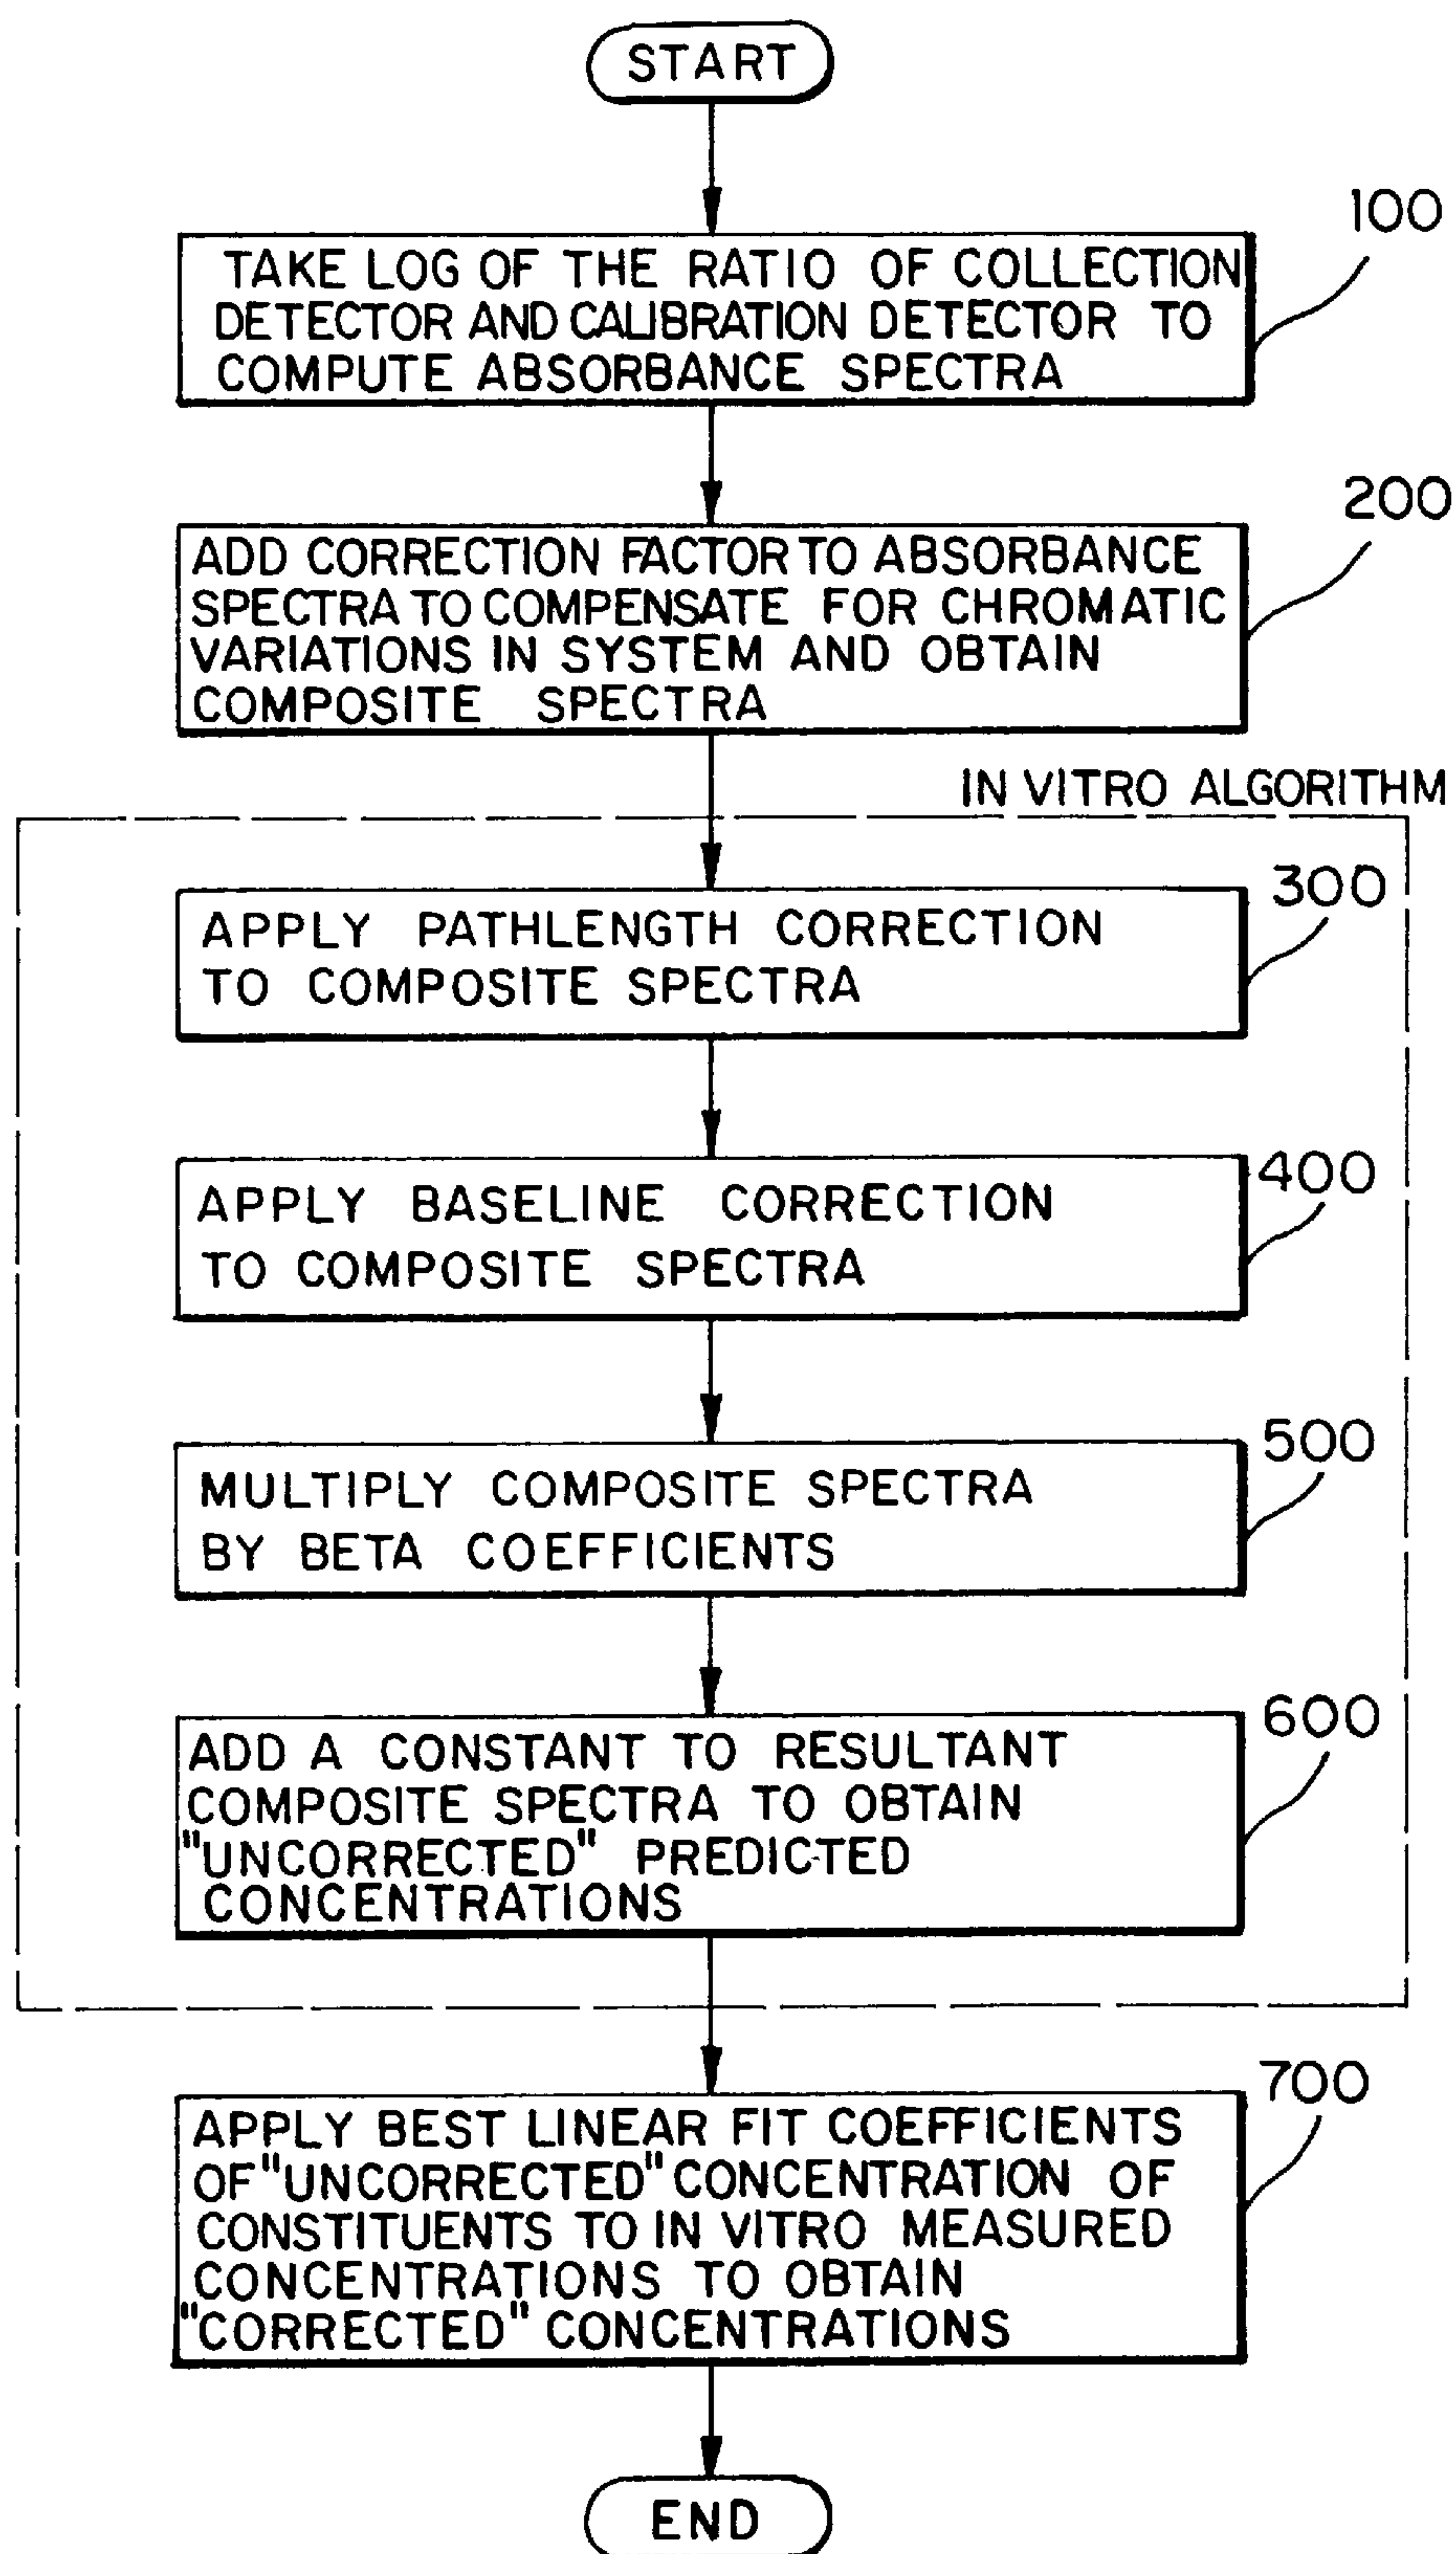 START
100
TAKE LOG OF THE RATIO OF COLLECTION
DETECTOR AND CALIBRATION DETECTOR TO
COMPUTE ABSORBANCE SPECTRA
200
ADD CORRECTION FACTOR TO ABSORBANCE
SPECTRA TO COMPENSATE FOR CHROMATIC
VARIATIONS IN SYSTEM AND OBTAIN
COMPOSITE SPECTRA
IN VITRO ALGORITHM
300
APPLY PATHLENGTH CORRECTION
TO COMPOSITE SPECTRA
400
APPLY BASELINE CORRECTION
TO COMPOSITE SPECTRA
500
MULTIPLY COMPOSITE SPECTRA
BY BETA COEFFICIENTS
600
ADD A CONSTANT TO RESULTANT
COMPOSITE SPECTRA TO OBTAIN
"UNCORRECTED" PREDICTED
CONCENTRATIONS
700
APPLY BEST LINEAR FIT COEFFICIENTS
OF "UNCORRECTED" CONCENTRATION OF
CONSTITUENTS TO IN VITRO MEASURED
CONCENTRATIONS TO OBTAIN
"CORRECTED" CONCENTRATIONS
END